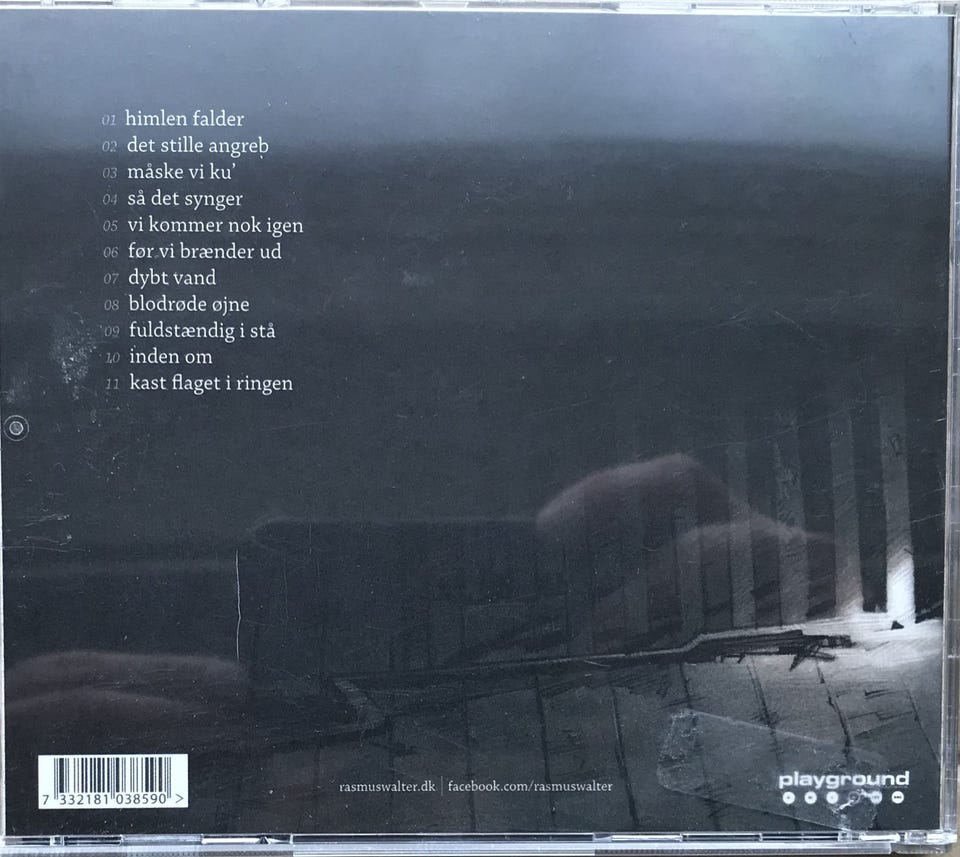 01 himlen falder
02 det stille angreb
03 måske vi ku’
04 så det synger
05 vi kommer nok igen
06 før vi brænder ud
07 dybt vand
08 blodrøde øjne
09 fuldstændig i stå
10 inden om
11 kast flaget i ringen
7 332181 038590 >
rasmuswalter.dk | facebook.com/rasmuswalter
playground